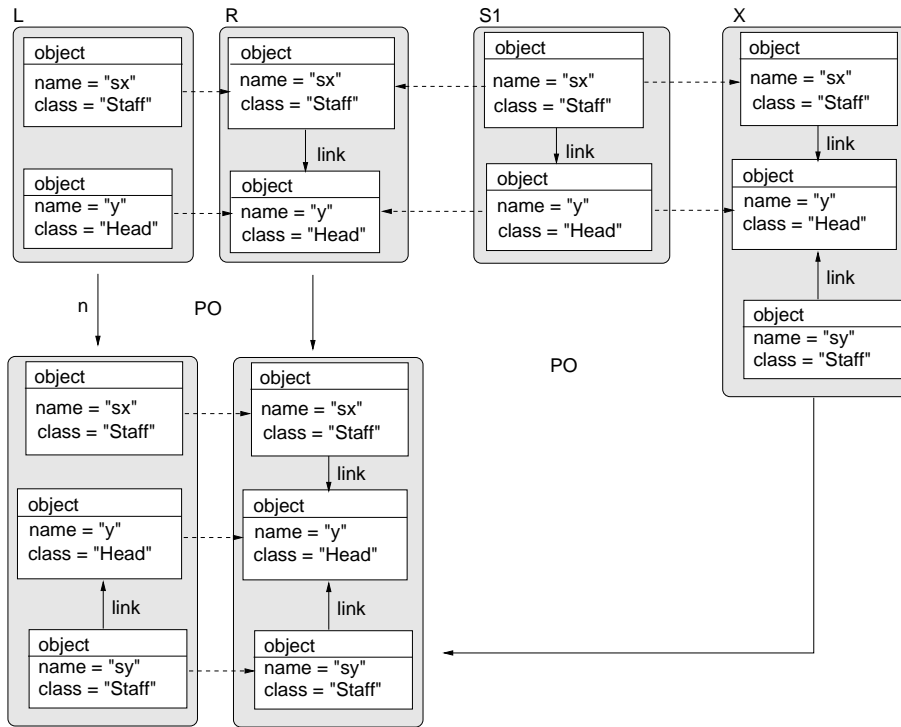 L
R
S1
X
object
name = "sx"
class = "Staff"
object
name = "y"
class = "Head"
object
name = "sx"
class = "Staff"
link
object
name = "y"
class = "Head"
object
name = "sx"
class = "Staff"
link
object
name = "y"
class = "Head"
object
name = "sx"
class = "Staff"
link
object
name = "y"
class = "Head"
link
object
name = "sy"
class = "Staff"
n
PO
PO
object
name = "sx"
class = "Staff"
object
name = "y"
class = "Head"
link
object
name = "sy"
class = "Staff"
object
name = "sx"
class = "Staff"
link
object
name = "y"
class = "Head"
link
object
name = "sy"
class = "Staff"